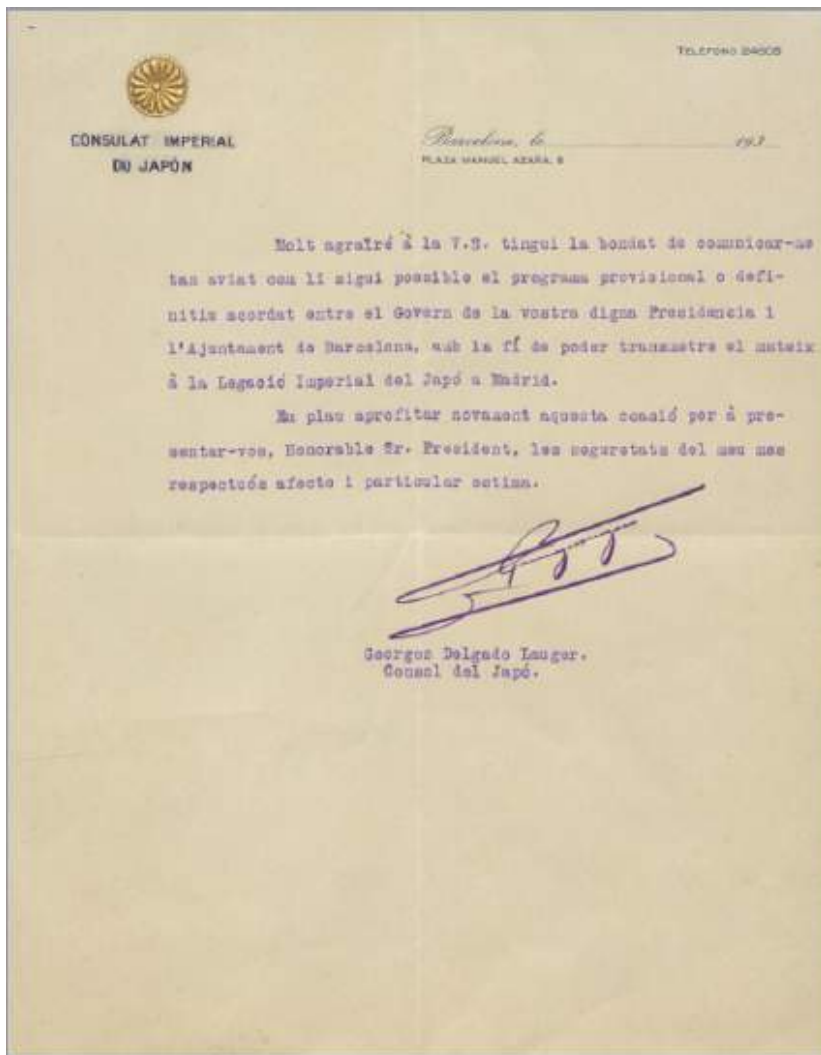 TELEFONO 24605
CONSULAT IMPERIAL
DU JAPÓN
Barcelona, le 193
PLAZA MANUEL AZAÑA, 8
Molt agraïré à la V.S. tingui la bondat de comunicar-me
tan aviat com li sigui possible el programa provisional o defi-
nitiu acordat entre el Govern de la vostra digna Presidencia i
l'Ajuntament de Barcelona, amb la fí de poder transmetre el mateix
à la Legació Imperial del Japó a Madrid.
Em plau aprofitar novament aquesta ocasió per à pre-
sentar-vos, Honorable Sr. President, les seguretats del meu mes
respectuós afecte i particular estima.
Georges Delgado Lauger.
Consol del Japó.